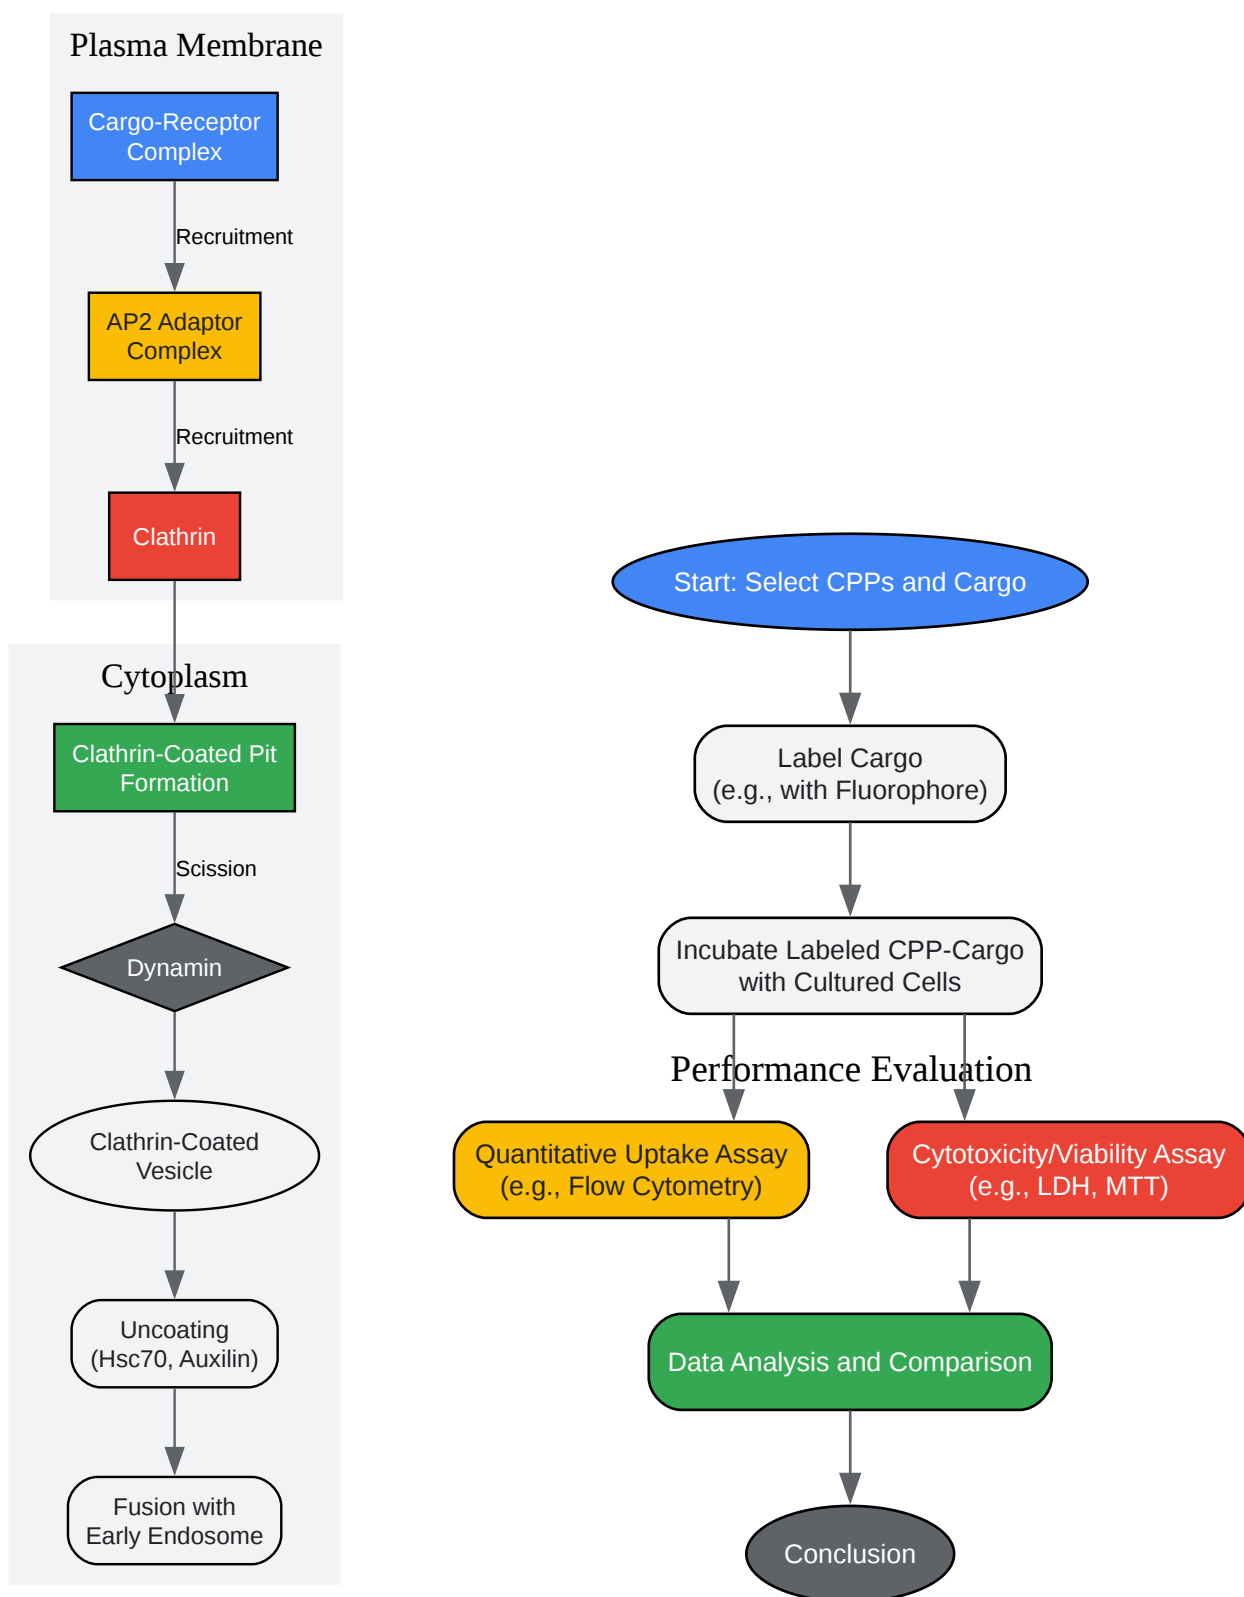 Plasma Membrane
Cargo-Receptor
Complex
Recruitment
AP2 Adaptor
Complex
Recruitment
Clathrin
Cytoplasm
Clathrin-Coated Pit
Formation
Scission
Dynamin
Clathrin-Coated
Vesicle
Uncoating
(Hsc70, Auxilin)
Fusion with
Early Endosome
Start: Select CPPs and Cargo
Label Cargo
(e.g., with Fluorophore)
Incubate Labeled CPP-Cargo
with Cultured Cells
Performance Evaluation
Quantitative Uptake Assay
(e.g., Flow Cytometry)
Cytotoxicity/Viability Assay
(e.g., LDH, MTT)
Data Analysis and Comparison
Conclusion